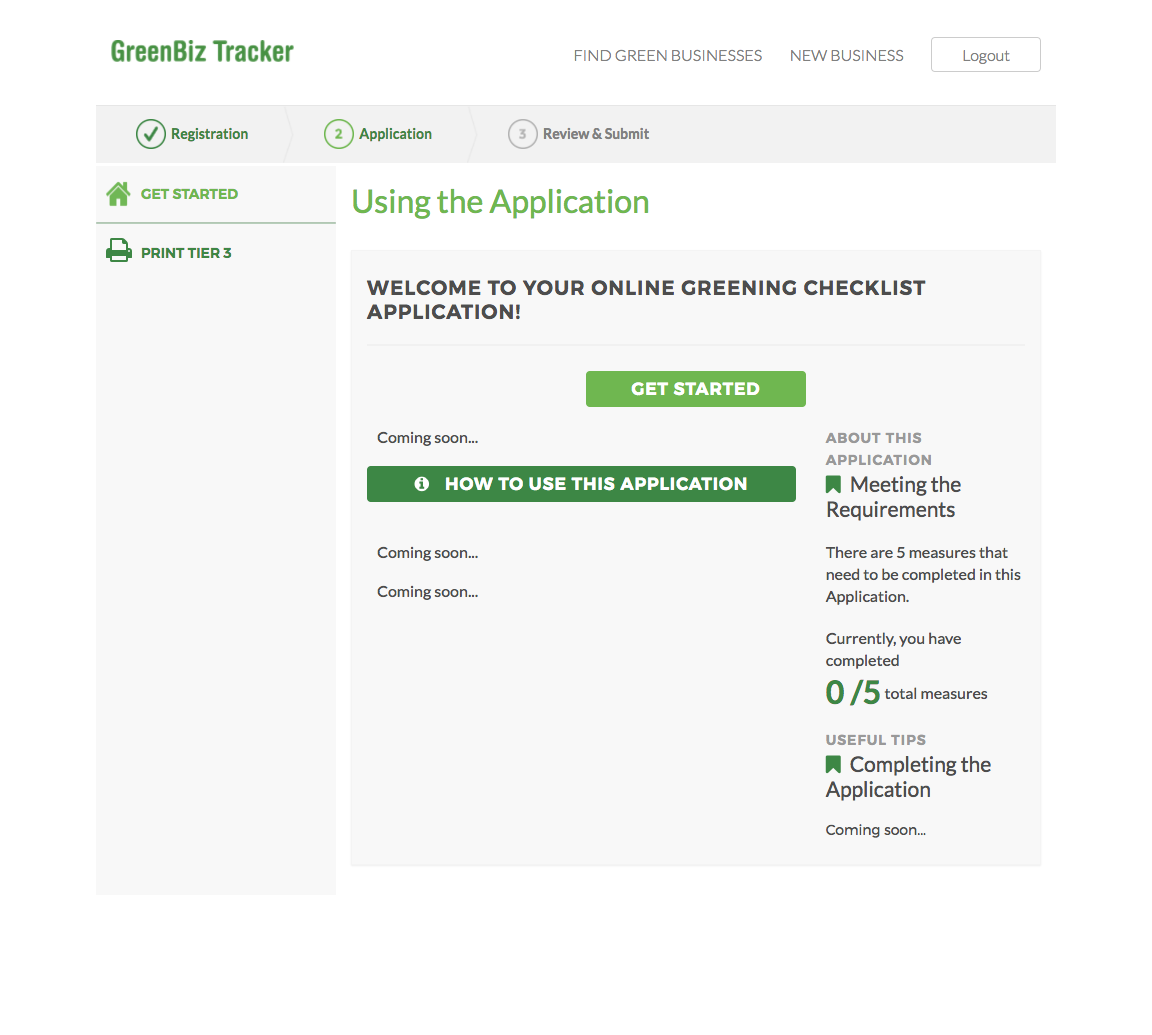 GreenBiz Tracker
FIND GREEN BUSINESSES
NEW BUSINESS
Logout
Registration
2 Application
3 Review & Submit
GET STARTED
PRINT TIER 3
Using the Application
WELCOME TO YOUR ONLINE GREENING CHECKLIST
APPLICATION!
GET STARTED
Coming soon...
HOW TO USE THIS APPLICATION
Coming soon...
Coming soon...
ABOUT THIS
APPLICATION
Meeting the
Requirements
There are 5 measures that
need to be completed in this
Application.
Currently, you have
completed
0 /5 total measures
USEFUL TIPS
Completing the
Application
Coming soon...